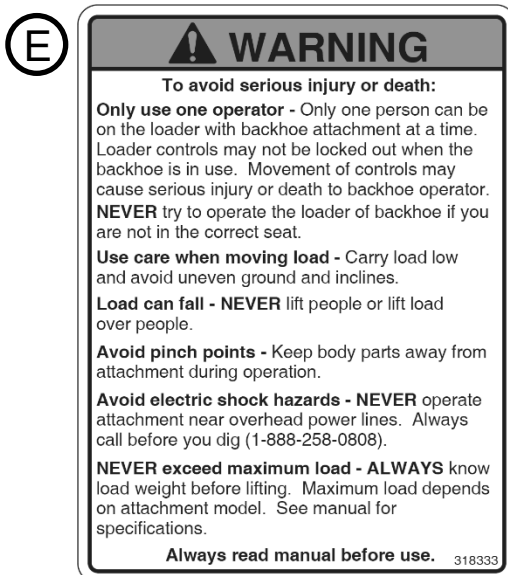 E
WARNING
To avoid serious injury or death:
Only use one operator - Only one person can be
on the loader with backhoe attachment at a time.
Loader controls may not be locked out when the
backhoe is in use. Movement of controls may
cause serious injury or death to backhoe operator.
NEVER try to operate the loader of backhoe if you
are not in the correct seat.
Use care when moving load - Carry load low
and avoid uneven ground and inclines.
Load can fall - NEVER lift people or lift load
over people.
Avoid pinch points - Keep body parts away from
attachment during operation.
Avoid electric shock hazards - NEVER operate
attachment near overhead power lines. Always
call before you dig (1-888-258-0808).
NEVER exceed maximum load - ALWAYS know
load weight before lifting. Maximum load depends
on attachment model. See manual for
specifications.
Always read manual before use. 318333